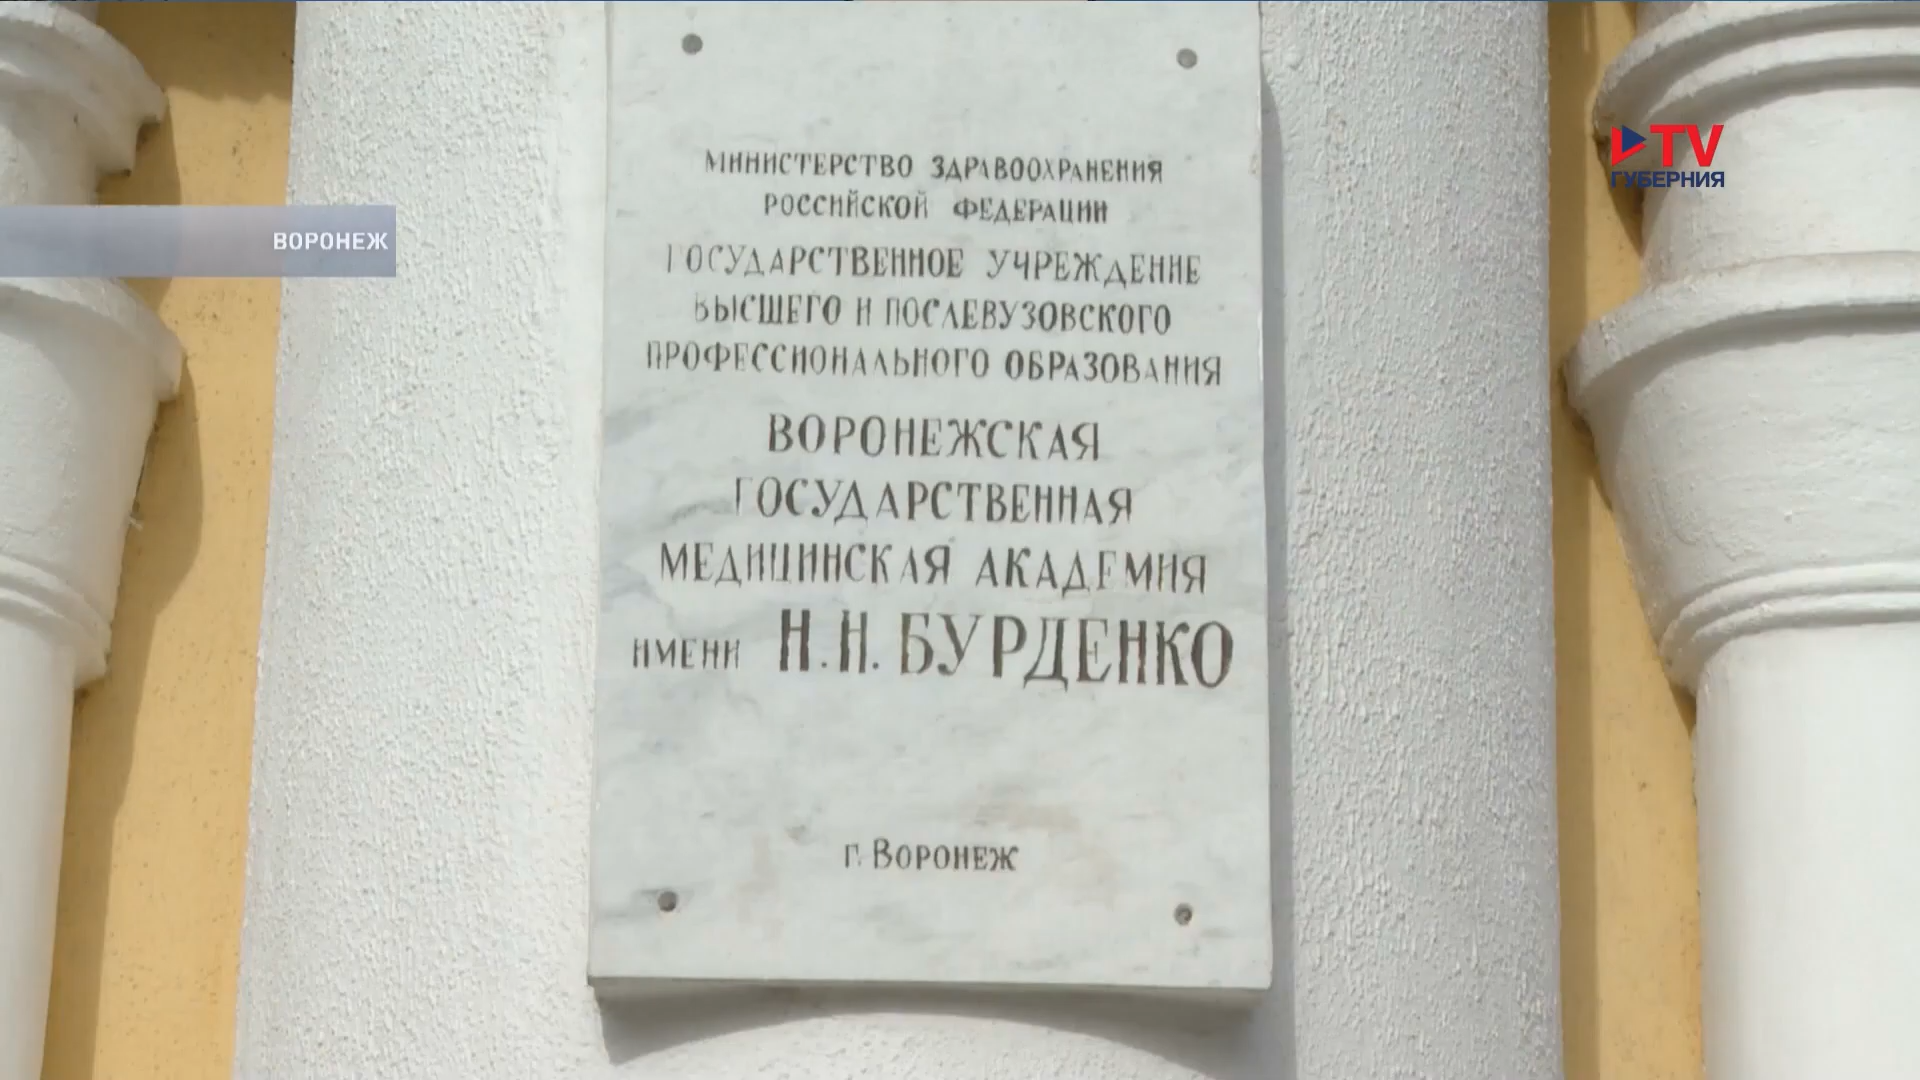 МИНИСТЕРСТВО ЗДРАВООХРАНЕНИЯ
РОССИЙСКОЙ ФЕДЕРАЦИИ
ГОСУДАРСТВЕННОЕ УЧРЕЖДЕНИЕ
ВЫСШЕГО И ПОСЛЕВУЗОВСКОГО
ПРОФЕССИОНАЛЬНОГО ОБРАЗОВАНИЯ
ВОРОНЕЖСКАЯ
ГОСУДАРСТВЕННАЯ
МЕДИЦИНСКАЯ АКАДЕМИЯ
ИМЕНИ Н.Н. БУРДЕНКО
г. ВОРОНЕЖ
ВОРОНЕЖ
TV
ГУБЕРНИЯ